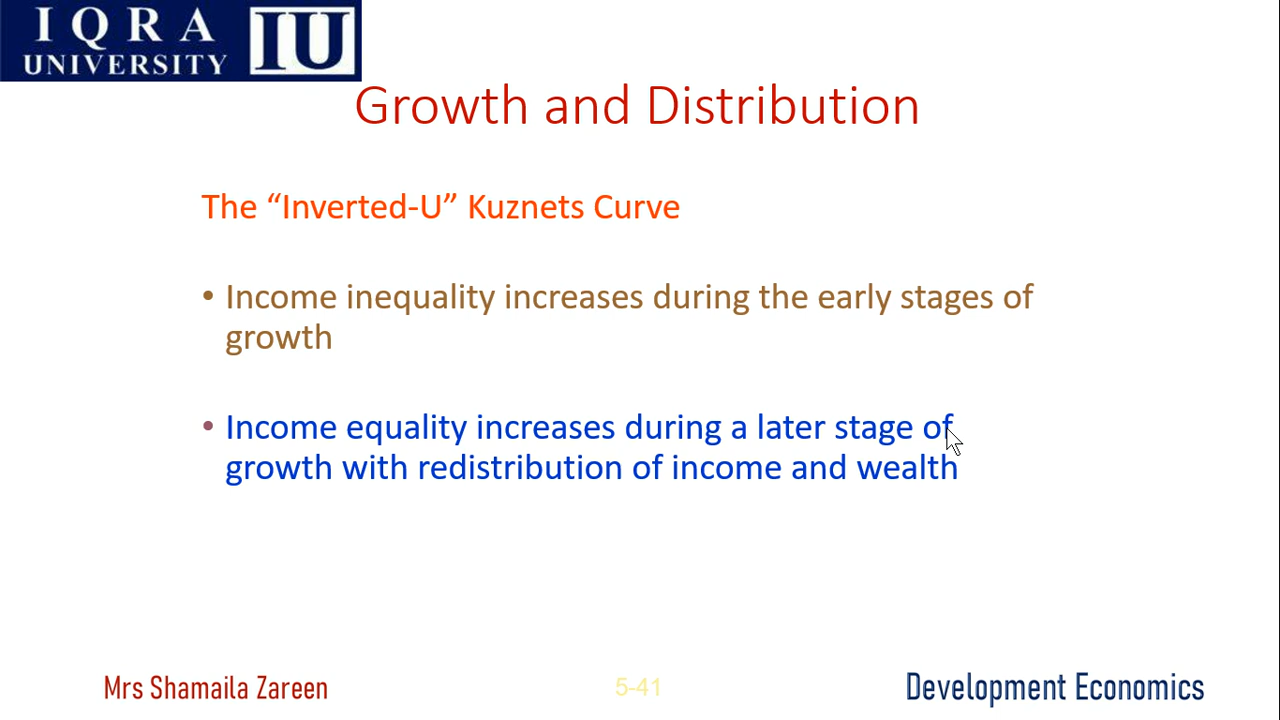 IQRA
UNIVERSITY IU
Growth and Distribution
The “Inverted-U” Kuznets Curve
• Income inequality increases during the early stages of
growth
• Income equality increases during a later stage of
growth with redistribution of income and wealth
Mrs Shamaila Zareen
5-41
Development Economics